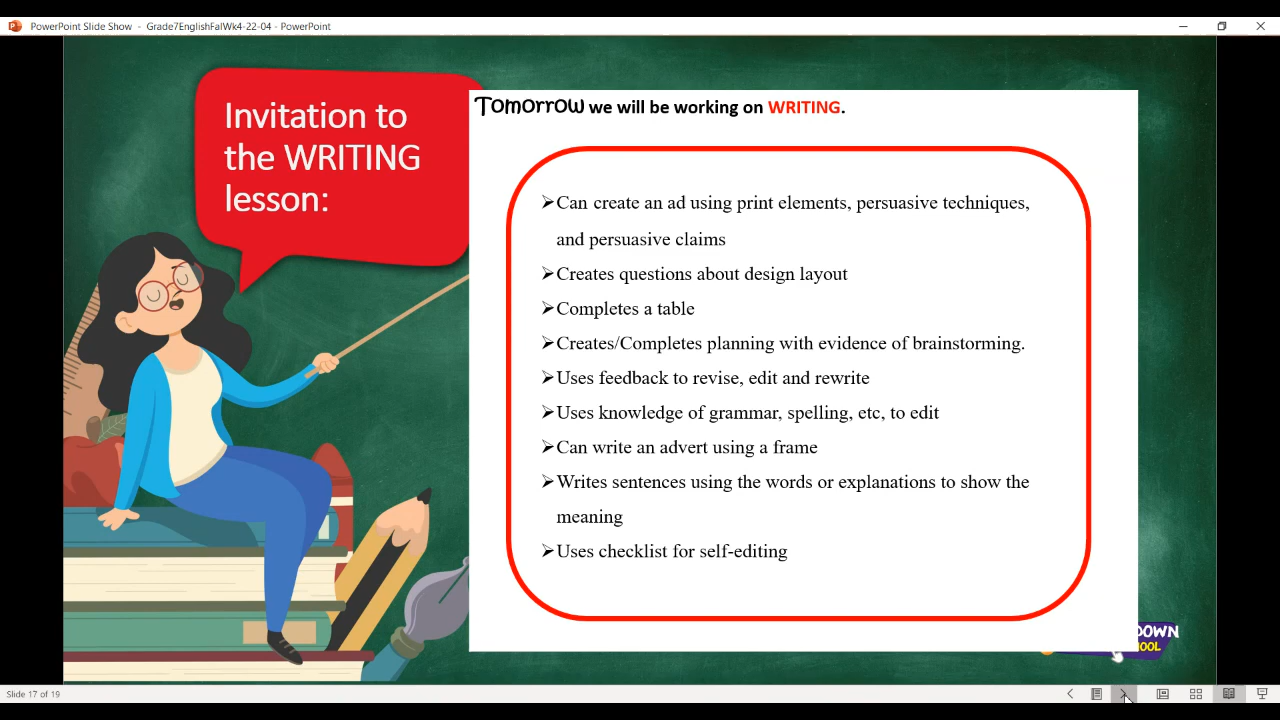 PowerPoint Slide Show - Grade7EnglishFalWk4-22-04 - PowerPoint
Invitation to
the WRITING
lesson:
Tomorrow we will be working on WRITING.
➢Can create an ad using print elements, persuasive techniques,
and persuasive claims
➢Creates questions about design layout
➢Completes a table
➢Creates/Completes planning with evidence of brainstorming.
➢Uses feedback to revise, edit and rewrite
➢Uses knowledge of grammar, spelling, etc, to edit
➢Can write an advert using a frame
➢Writes sentences using the words or explanations to show the
meaning
➢Uses checklist for self-editing
Slide 17 of 19